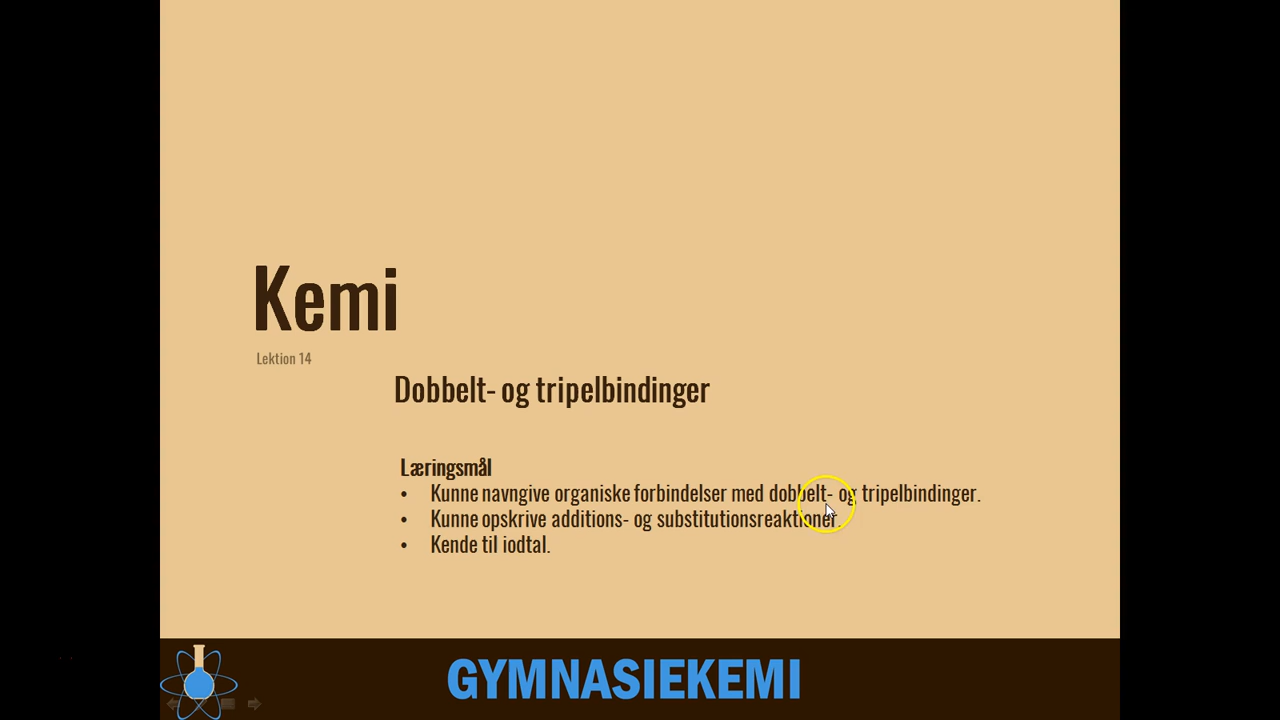 Kemi
Lektion 14
Dobbelt- og tripelbindinger
Læringsmål
• Kunne navngive organiske forbindelser med dobbelt- og tripelbindinger.
• Kunne opskrive additions- og substitutionsreaktioner.
• Kende til iodtal.
GYMNASIEKEMI